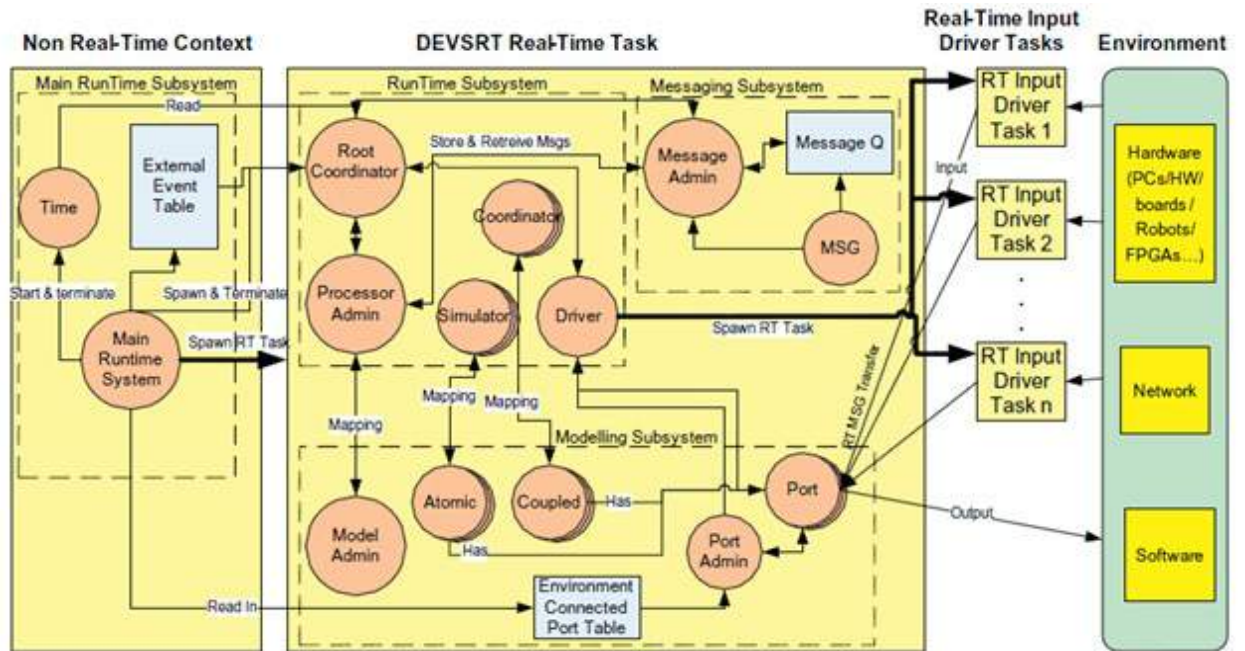 Non Real-Time Context
DEVSRT Real-Time Task
Real-Time Input
Driver Tasks
Environment
Main RunTime Subsystem
Read
External
Event
Table
Time
Start & terminate
Spawn & Terminate
Main
Runtime
System
Spawn RT Task
Read In
RunTime Subsystem
Root
Coordinator
Store & Retreive Msgs
Coordinator
Processor
Admin
Simulator
Driver
Messaging Subsystem
Message
Admin
Message Q
MSG
Spawn RT Task
Mapping
Mapping
Mapping
Modelling Subsystem
Model
Admin
Atomic
Coupled
Has
Has
Port
Port
Admin
Environment
Connected
Port Table
RT Input
Driver
Task 1
Input
RT Input
Driver
Task 2
RT Input
Driver
Task n
RT MSG Transfer
Output
Hardware
(PCs/HW/
boards /
Robots/
FPGAs...)
Network
Software